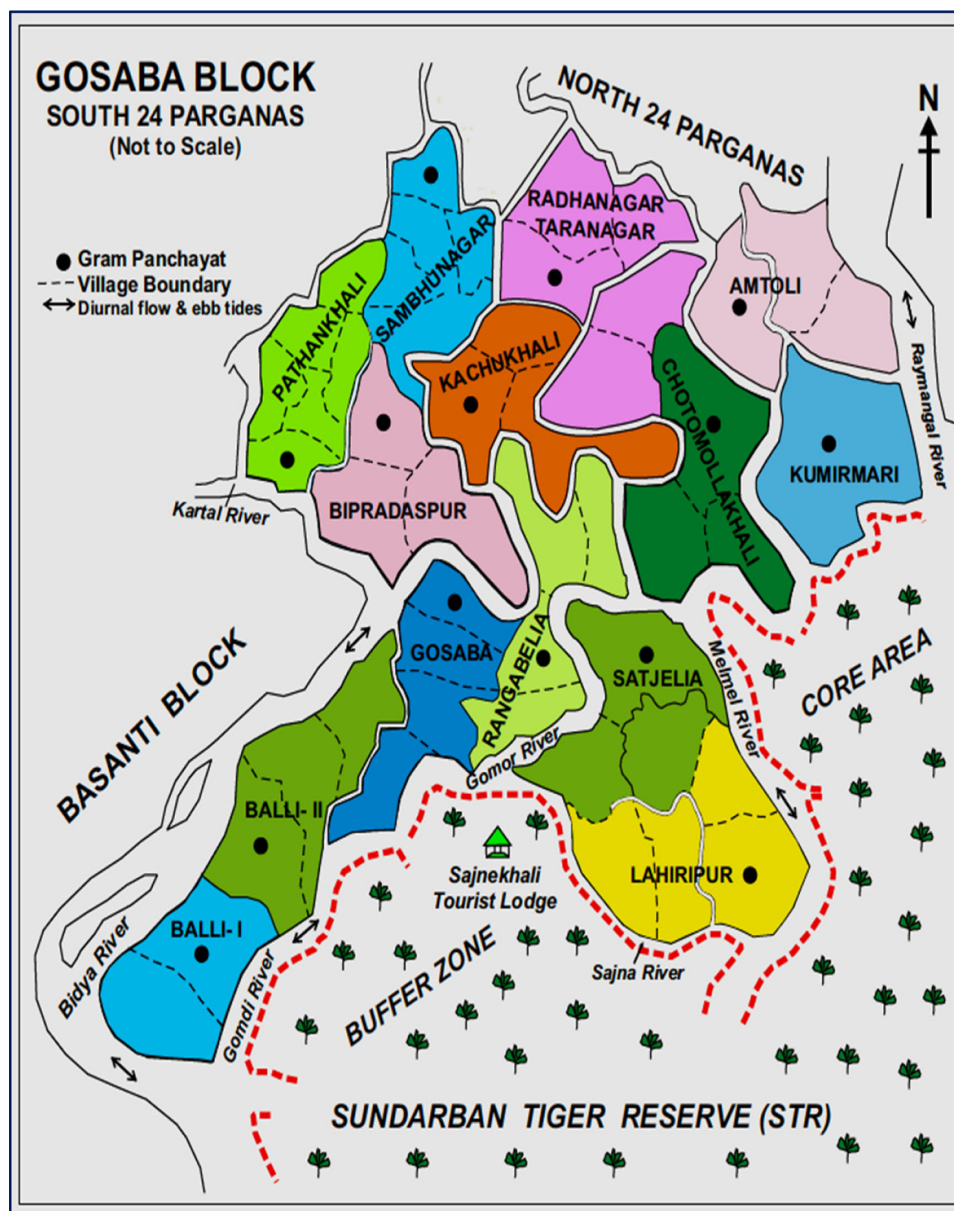 GOSABA BLOCK
SOUTH 24 PARGANAS
(Not to Scale)
NORTH 24 PARGANAS
N
Gram Panchayat
Village Boundary
Diurnal flow & ebb tides
RADHANAGAR
TARANAGAR
SAMBHUNAGAR
PATHANKHALI
AMTOLI
KACHUKHALI
CHOTOMOLLAKHALI
Raymangal River
KUMIRMARI
Kartal River
BIPRADASPUR
GOSABA
RANGABELIA
SATJELIA
Melmel River
CORE AREA
BASANTI BLOCK
Gomor River
BALLI- II
Sajnekhali
Tourist Lodge
LAHIRIPUR
BALLI- I
Bidya River
Gomdi River
BUFFER ZONE
Sajna River
SUNDARBAN TIGER RESERVE (STR)